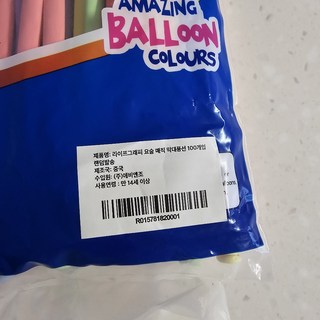 AMAZING
BALLOON
COLOURS
제품명: 라이프그래피 요술 매직 막대풍선 100개입
랜덤발송
제조국: 중국
수입원: (주)에비앤조
사용연령 : 만 14세 이상
R015781820001